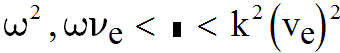 ω², ων_e < ▮ < k²(v_e)²